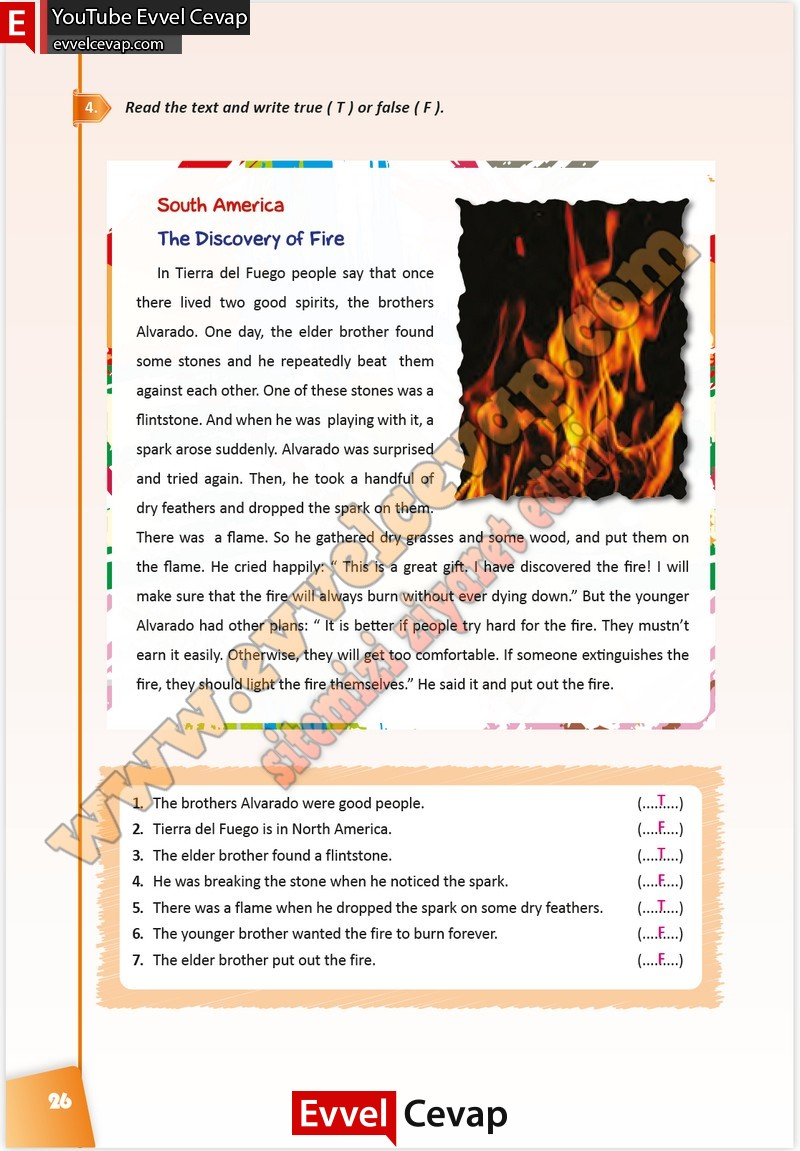 E
YouTube Evvel Cevap
evvelcevap.com
4.
Read the text and write true ( T ) or false ( F ).
South America
The Discovery of Fire
In Tierra del Fuego people say that once
there lived two good spirits, the brothers
Alvarado. One day, the elder brother found
some stones and he repeatedly beat them
against each other. One of these stones was a
flintstone. And when he was playing with it, a
spark arose suddenly. Alvarado was surprised
and tried again. Then, he took a handful of
dry feathers and dropped the spark on them.
There was a flame. So he gathered dry grasses and some wood, and put them on
the flame. He cried happily: “ This is a great gift. I have discovered the fire! I will
make sure that the fire will always burn without ever dying down.” But the younger
Alvarado had other plans: “ It is better if people try hard for the fire. They mustn’t
earn it easily. Otherwise, they will get too comfortable. If someone extinguishes the
fire, they should light the fire themselves.” He said it and put out the fire.
www.evvelcevap.com
sitemizi ziyaret ediniz
1. The brothers Alvarado were good people. (....T....)
2. Tierra del Fuego is in North America. (....F....)
3. The elder brother found a flintstone. (....T....)
4. He was breaking the stone when he noticed the spark. (....F....)
5. There was a flame when he dropped the spark on some dry feathers. (....T....)
6. The younger brother wanted the fire to burn forever. (....F....)
7. The elder brother put out the fire. (....F....)
26
Evvel Cevap